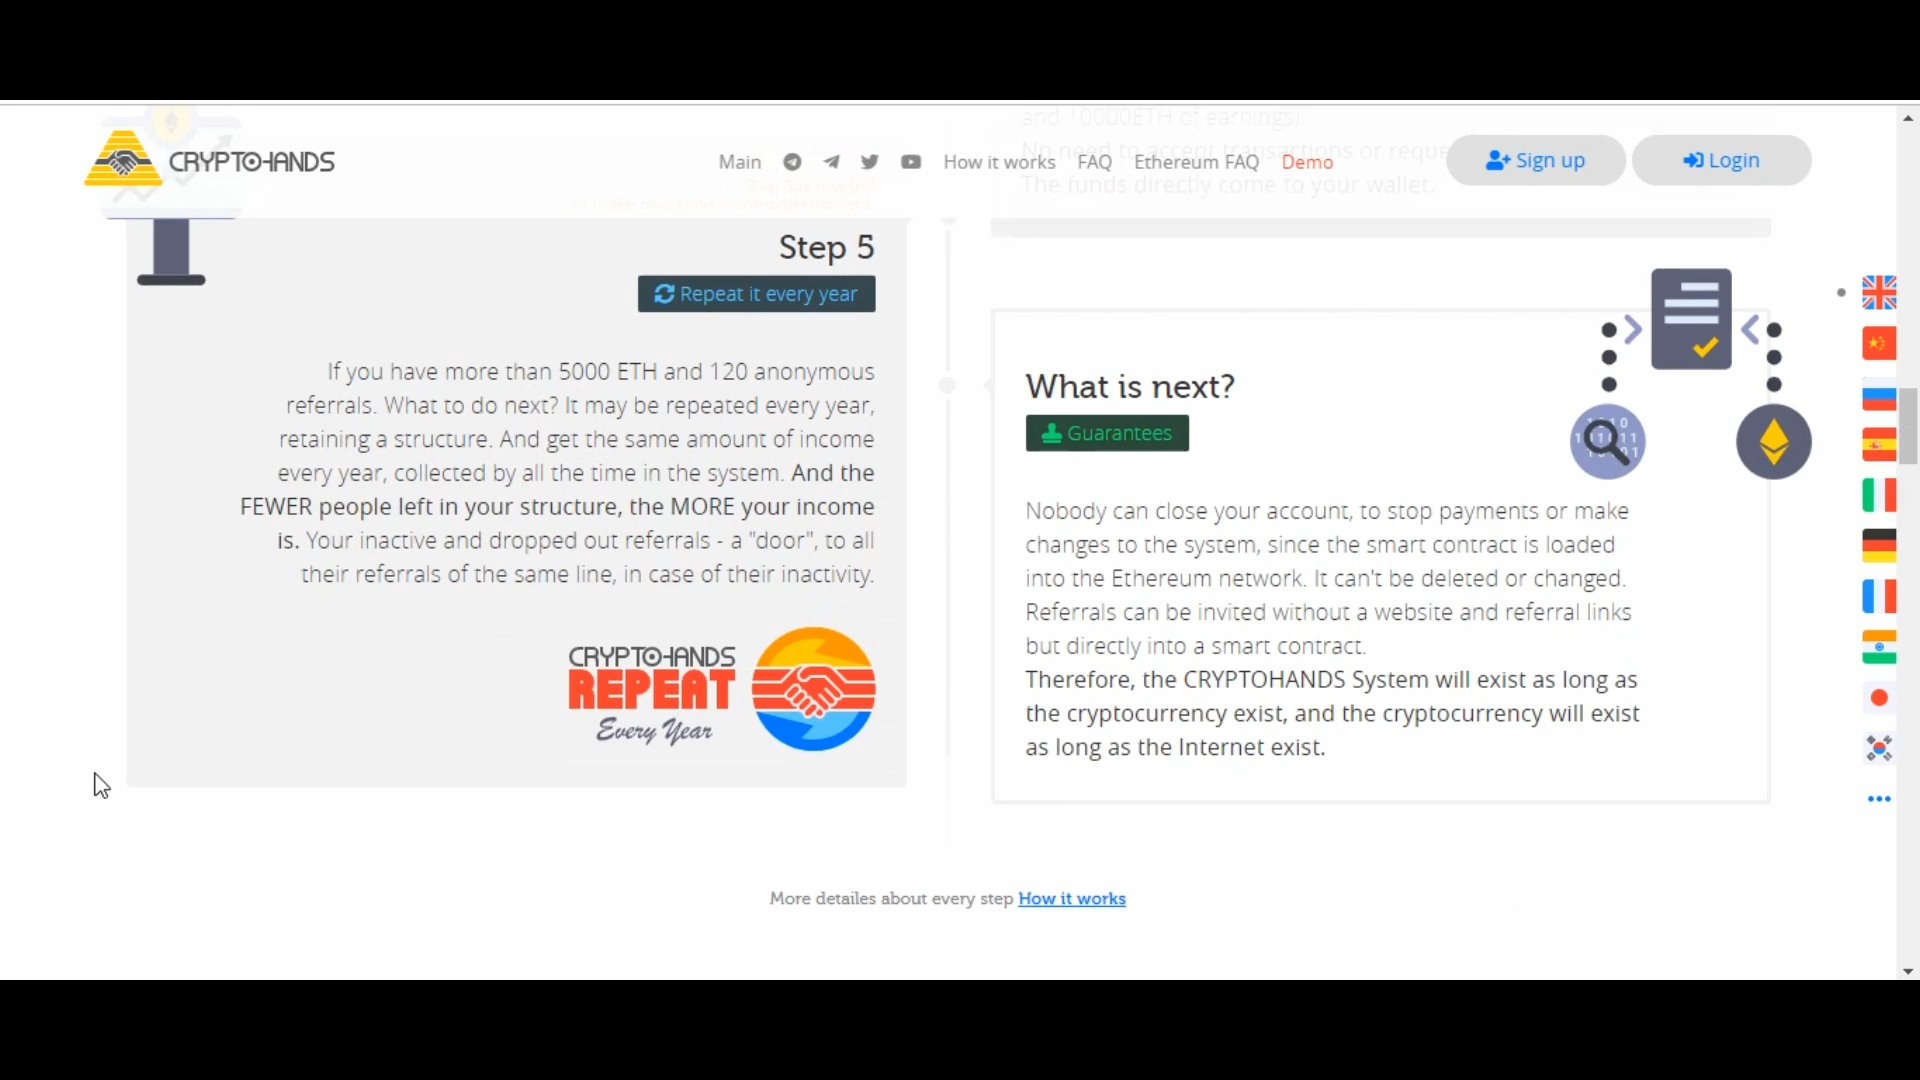 and 10000ETH of earnings!
No need to accept transactions or reque
The funds directly come to your wallet.
CRYPTOHANDS
Main
How it works
FAQ
Ethereum FAQ
Demo
Sign up
Login
Step 5
Repeat it every year
If you have more than 5000 ETH and 120 anonymous
referrals. What to do next? It may be repeated every year,
retaining a structure. And get the same amount of income
every year, collected by all the time in the system. And the
FEWER people left in your structure, the MORE your income
is. Your inactive and dropped out referrals - a "door", to all
their referrals of the same line, in case of their inactivity.
CRYPTOHANDS
REPEAT
Every Year
What is next?
Guarantees
Nobody can close your account, to stop payments or make
changes to the system, since the smart contract is loaded
into the Ethereum network. It can't be deleted or changed.
Referrals can be invited without a website and referral links
but directly into a smart contract.
Therefore, the CRYPTOHANDS System will exist as long as
the cryptocurrency exist, and the cryptocurrency will exist
as long as the Internet exist.
More detailes about every step How it works